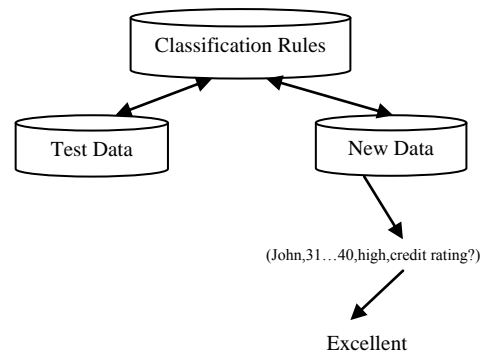 Classification Rules
Test Data
New Data
(John,31…40,high,credit rating?)
Excellent